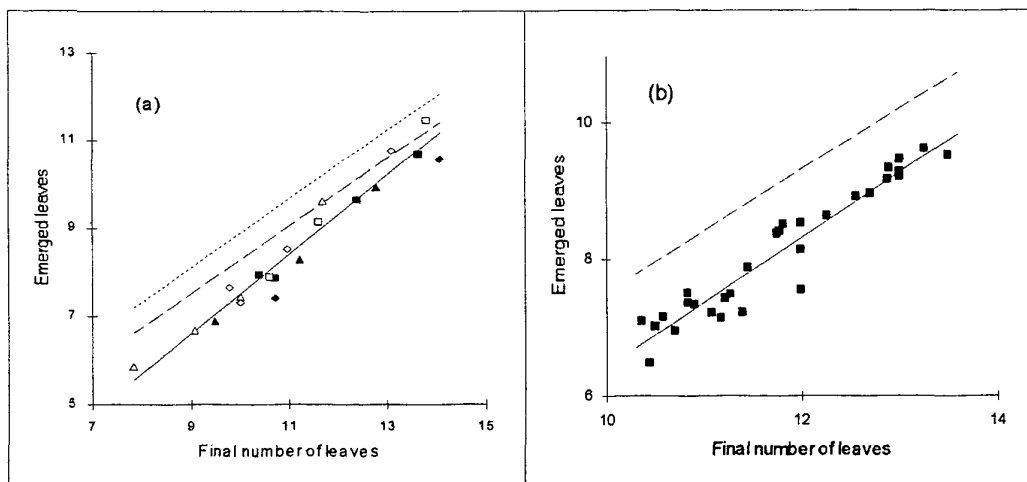 (a)
Emerged leaves
13
11
9
7
5
7 9 11 13 15
Final number of leaves
(b)
Emerged leaves
10
8
6
10 12 14
Final number of leaves